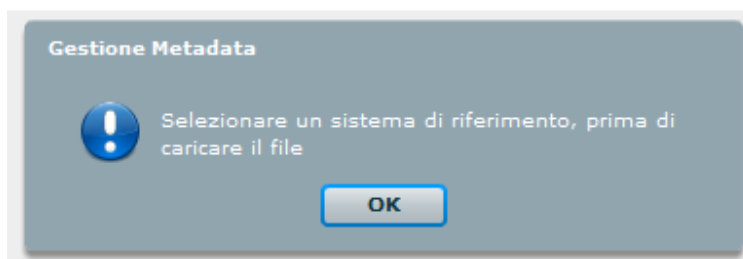 Gestione Metadata
Selezionare un sistema di riferimento, prima di
caricare il file
OK